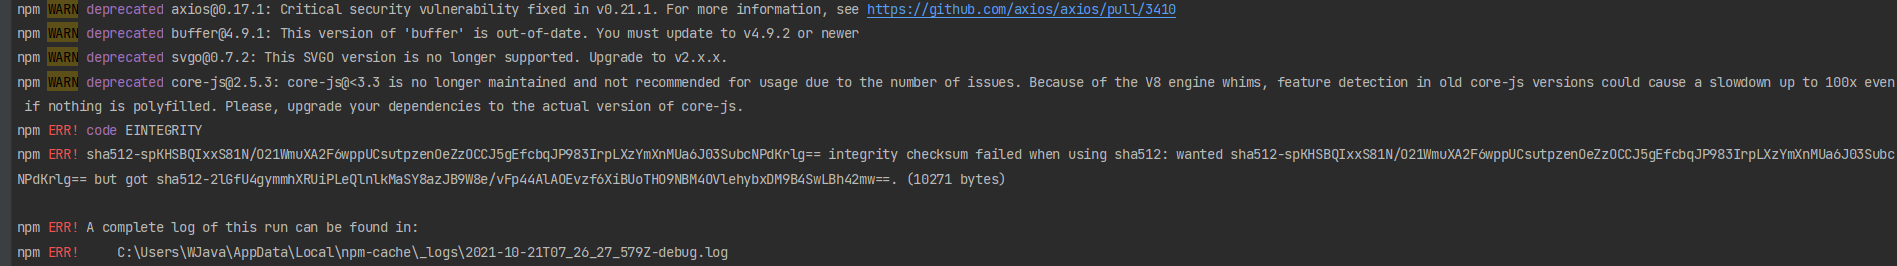 npm WARN deprecated axios@0.17.1: Critical security vulnerability fixed in v0.21.1. For more information, see https://github.com/axios/axios/pull/3410
npm WARN deprecated buffer@4.9.1: This version of 'buffer' is out-of-date. You must update to v4.9.2 or newer
npm WARN deprecated svgo@0.7.2: This SVGO version is no longer supported. Upgrade to v2.x.x.
npm WARN deprecated core-js@2.5.3: core-js@<3.3 is no longer maintained and not recommended for usage due to the number of issues. Because of the V8 engine whims, feature detection in old core-js versions could cause a slowdown up to 100x even
if nothing is polyfilled. Please, upgrade your dependencies to the actual version of core-js.
npm ERR! code EINTEGRITY
npm ERR! sha512-spKHSBQIxxS81N/O21WmuXA2F6wppUCsutpzenOeZzOCCJ5gEfcbqJP983IrpLXzYmXnMUa6J03SubcNPdKrlg== integrity checksum failed when using sha512: wanted sha512-spKHSBQIxxS81N/O21WmuXA2F6wppUCsutpzenOeZzOCCJ5gEfcbqJP983IrpLXzYmXnMUa6J03Subc
NPdKrlg== but got sha512-2lGfU4gymmhXRUiPLeQlnlkMaSY8azJB9W8e/vFp44AlAOEvzf6XiBUoTHO9NBM4OVlehybxDM9B4SwLBh42mw==. (10271 bytes)
npm ERR! A complete log of this run can be found in:
npm ERR!     C:\Users\WJava\AppData\Local\npm-cache\_logs\2021-10-21T07_26_27_579Z-debug.log